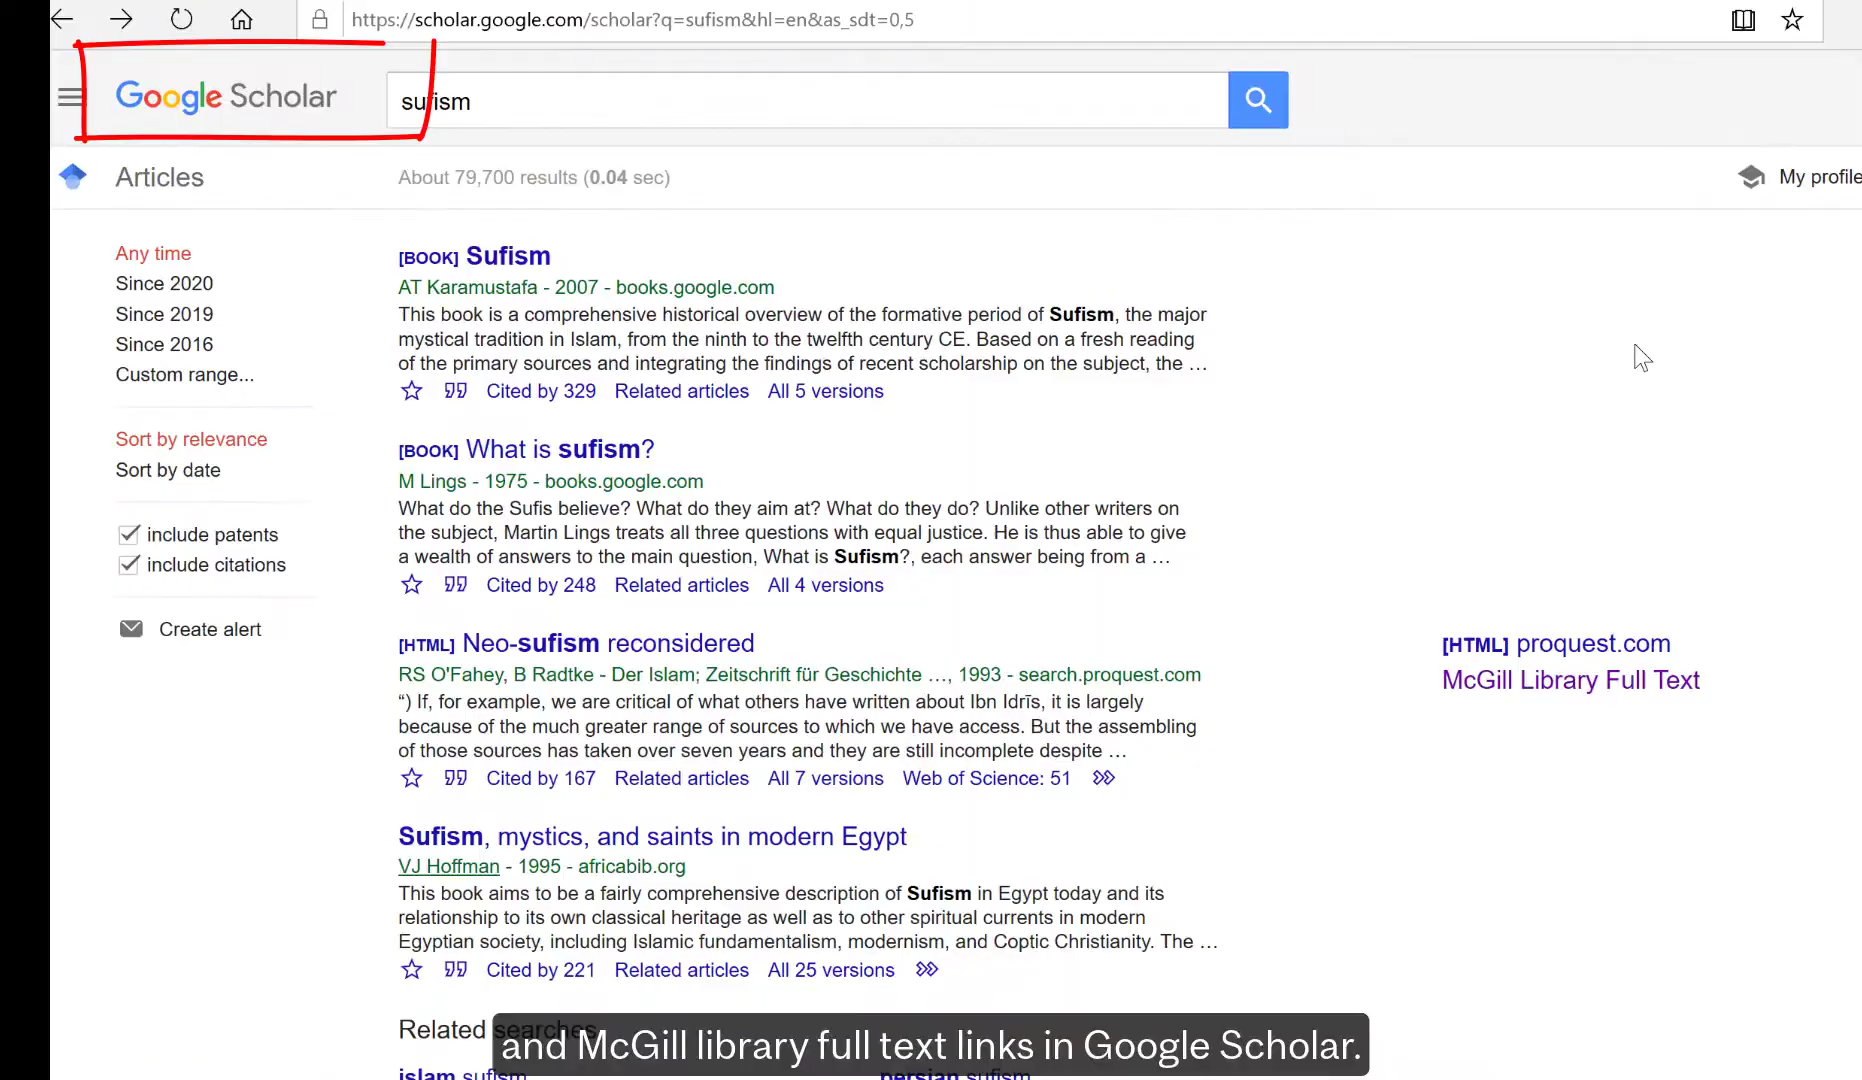 https://scholar.google.com/scholar?q=sufism&hl=en&as_sdt=0,5
Google Scholar
sufism
Articles
About 79,700 results (0.04 sec)
My profile
Any time
Since 2020
Since 2019
Since 2016
Custom range...
Sort by relevance
Sort by date
include patents
include citations
Create alert
[BOOK] Sufism
AT Karamustafa - 2007 - books.google.com
This book is a comprehensive historical overview of the formative period of Sufism, the major
mystical tradition in Islam, from the ninth to the twelfth century CE. Based on a fresh reading
of the primary sources and integrating the findings of recent scholarship on the subject, the …
Cited by 329 Related articles All 5 versions
[BOOK] What is sufism?
M Lings - 1975 - books.google.com
What do the Sufis believe? What do they aim at? What do they do? Unlike other writers on
the subject, Martin Lings treats all three questions with equal justice. He is thus able to give
a wealth of answers to the main question, What is Sufism?, each answer being from a …
Cited by 248 Related articles All 4 versions
[HTML] Neo-sufism reconsidered
RS O'Fahey, B Radtke - Der Islam; Zeitschrift für Geschichte …, 1993 - search.proquest.com
“) If, for example, we are critical of what others have written about Ibn Idrīs, it is largely
because of the much greater range of sources to which we have access. But the assembling
of those sources has taken over seven years and they are still incomplete despite …
Cited by 167 Related articles All 7 versions Web of Science: 51
[HTML] proquest.com
McGill Library Full Text
Sufism, mystics, and saints in modern Egypt
VJ Hoffman - 1995 - africabib.org
This book aims to be a fairly comprehensive description of Sufism in Egypt today and its
relationship to its own classical heritage as well as to other spiritual currents in modern
Egyptian society, including Islamic fundamentalism, modernism, and Coptic Christianity. The …
Cited by 221 Related articles All 25 versions
Related searches
and McGill library full text links in Google Scholar.
islam sufism
persian sufism